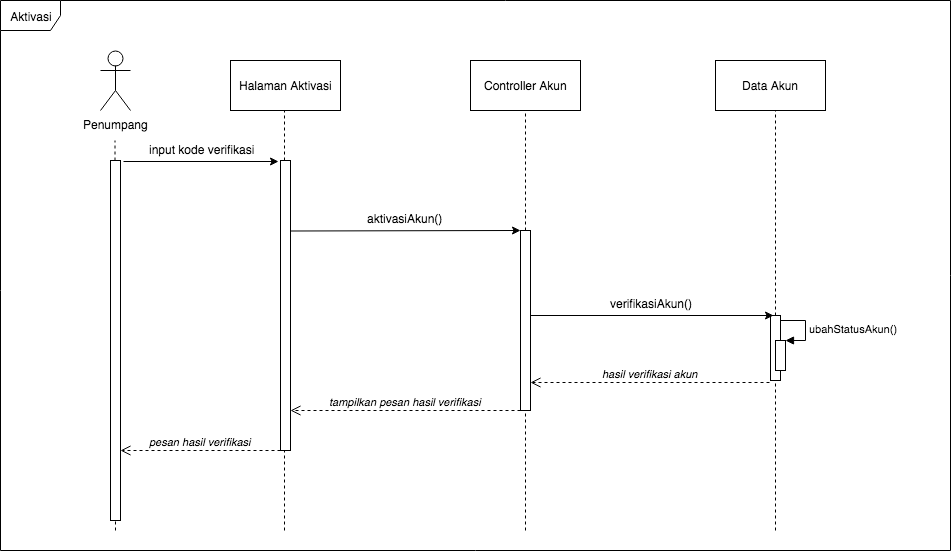 Aktivasi
Penumpang
Halaman Aktivasi
Controller Akun
Data Akun
input kode verifikasi
aktivasiAkun()
verifikasiAkun()
ubahStatusAkun()
hasil verifikasi akun
tampilkan pesan hasil verifikasi
pesan hasil verifikasi